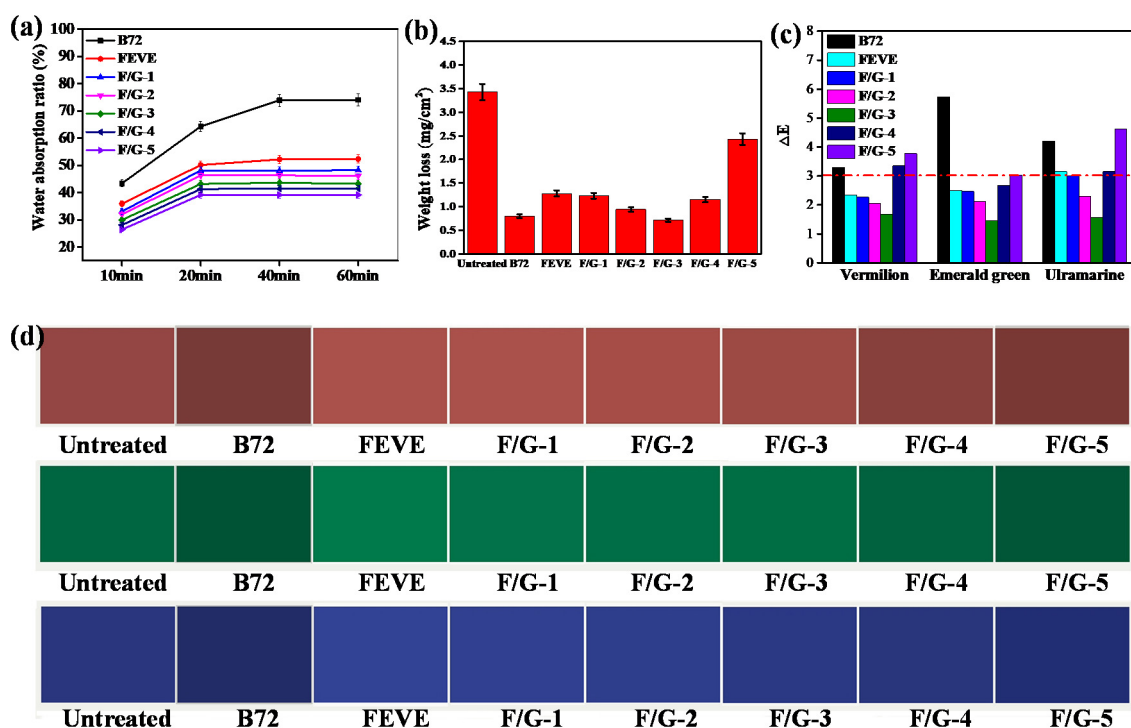 (a)
Water absorption ratio (%)
100
90
80
70
60
50
40
30
20
B72
FEVE
F/G-1
F/G-2
F/G-3
F/G-4
F/G-5
10min 20min 40min 60min
(b)
Weight loss (mg/cm²)
4.5
4.0
3.5
3.0
2.5
2.0
1.5
1.0
0.5
0.0
Untreated B72 FEVE F/G-1 F/G-2 F/G-3 F/G-4 F/G-5
(c)
ΔE
8
7
6
5
4
3
2
1
0
B72
FEVE
F/G-1
F/G-2
F/G-3
F/G-4
F/G-5
Vermilion Emerald green Ulramarine
(d)
Untreated B72 FEVE F/G-1 F/G-2 F/G-3 F/G-4 F/G-5
Untreated B72 FEVE F/G-1 F/G-2 F/G-3 F/G-4 F/G-5
Untreated B72 FEVE F/G-1 F/G-2 F/G-3 F/G-4 F/G-5